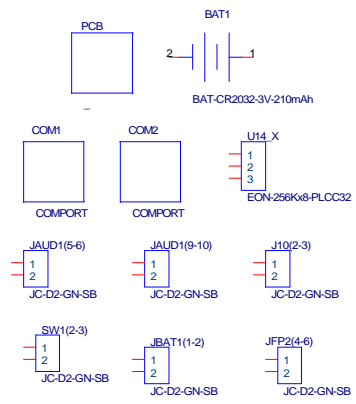 PCB
BAT1
2
1
_
BAT-CR2032-3V-210mAh
COM1
COM2
U14_X
1
2
3
COMPORT
COMPORT
EON-256Kx8-PLCC32
JAUD1(5-6)
JAUD1(9-10)
J10(2-3)
1
2
1
2
1
2
JC-D2-GN-SB
JC-D2-GN-SB
JC-D2-GN-SB
SW1(2-3)
JBAT1(1-2)
JFP2(4-6)
1
2
1
2
1
2
JC-D2-GN-SB
JC-D2-GN-SB
JC-D2-GN-SB